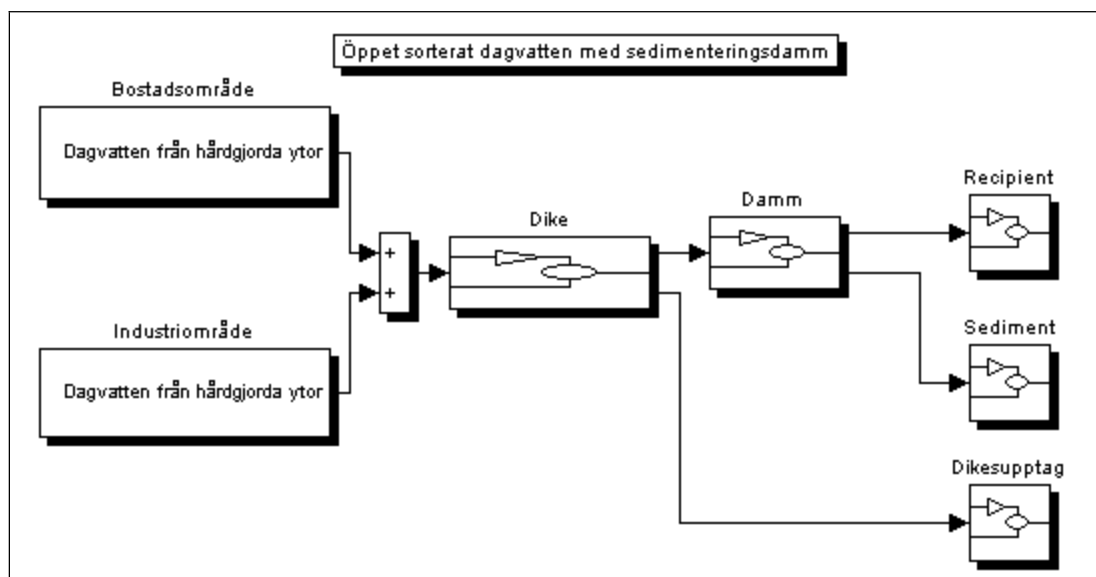 Öppet sorterat dagvatten med sedimenteringsdamm
Bostadsområde
Dagvatten från hårdgjorda ytor
Industriområde
Dagvatten från hårdgjorda ytor
+
+
Dike
Damm
Recipient
Sediment
Dikesupptag